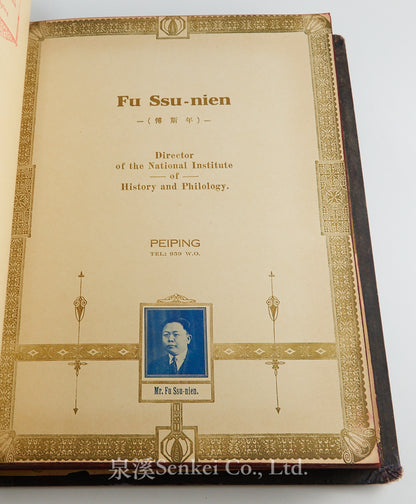 Fu Ssu-nien
—(傅斯年)—
Director
of the National Institute
— of —
History and Philology.
PEIPING
TEL: 959 W.O.
Mr. Fu Ssu-nien.
泉溪Senkei Co., Ltd.